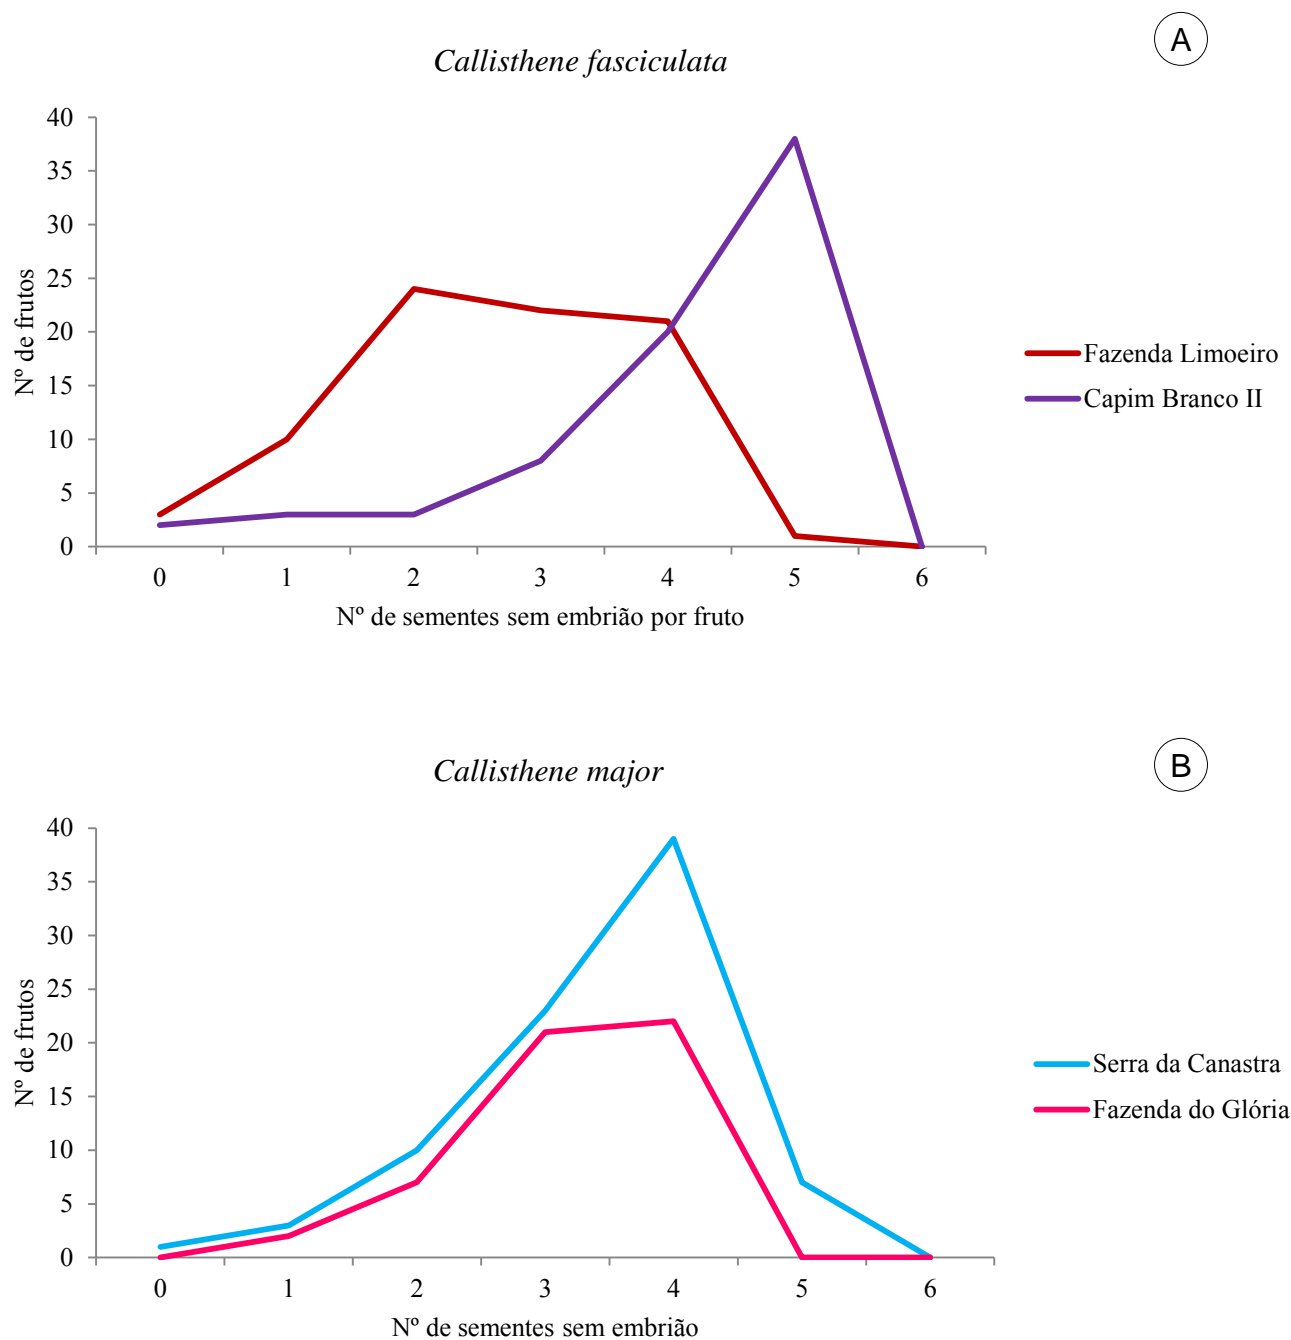 A
Callisthene fasciculata
40
35
30
25
20
15
10
5
0
Nº de frutos
0 1 2 3 4 5 6
Nº de sementes sem embrião por fruto
Fazenda Limoeiro
Capim Branco II
B
Callisthene major
40
35
30
25
20
15
10
5
0
Nº de frutos
0 1 2 3 4 5 6
Nº de sementes sem embrião
Serra da Canastra
Fazenda do Glória